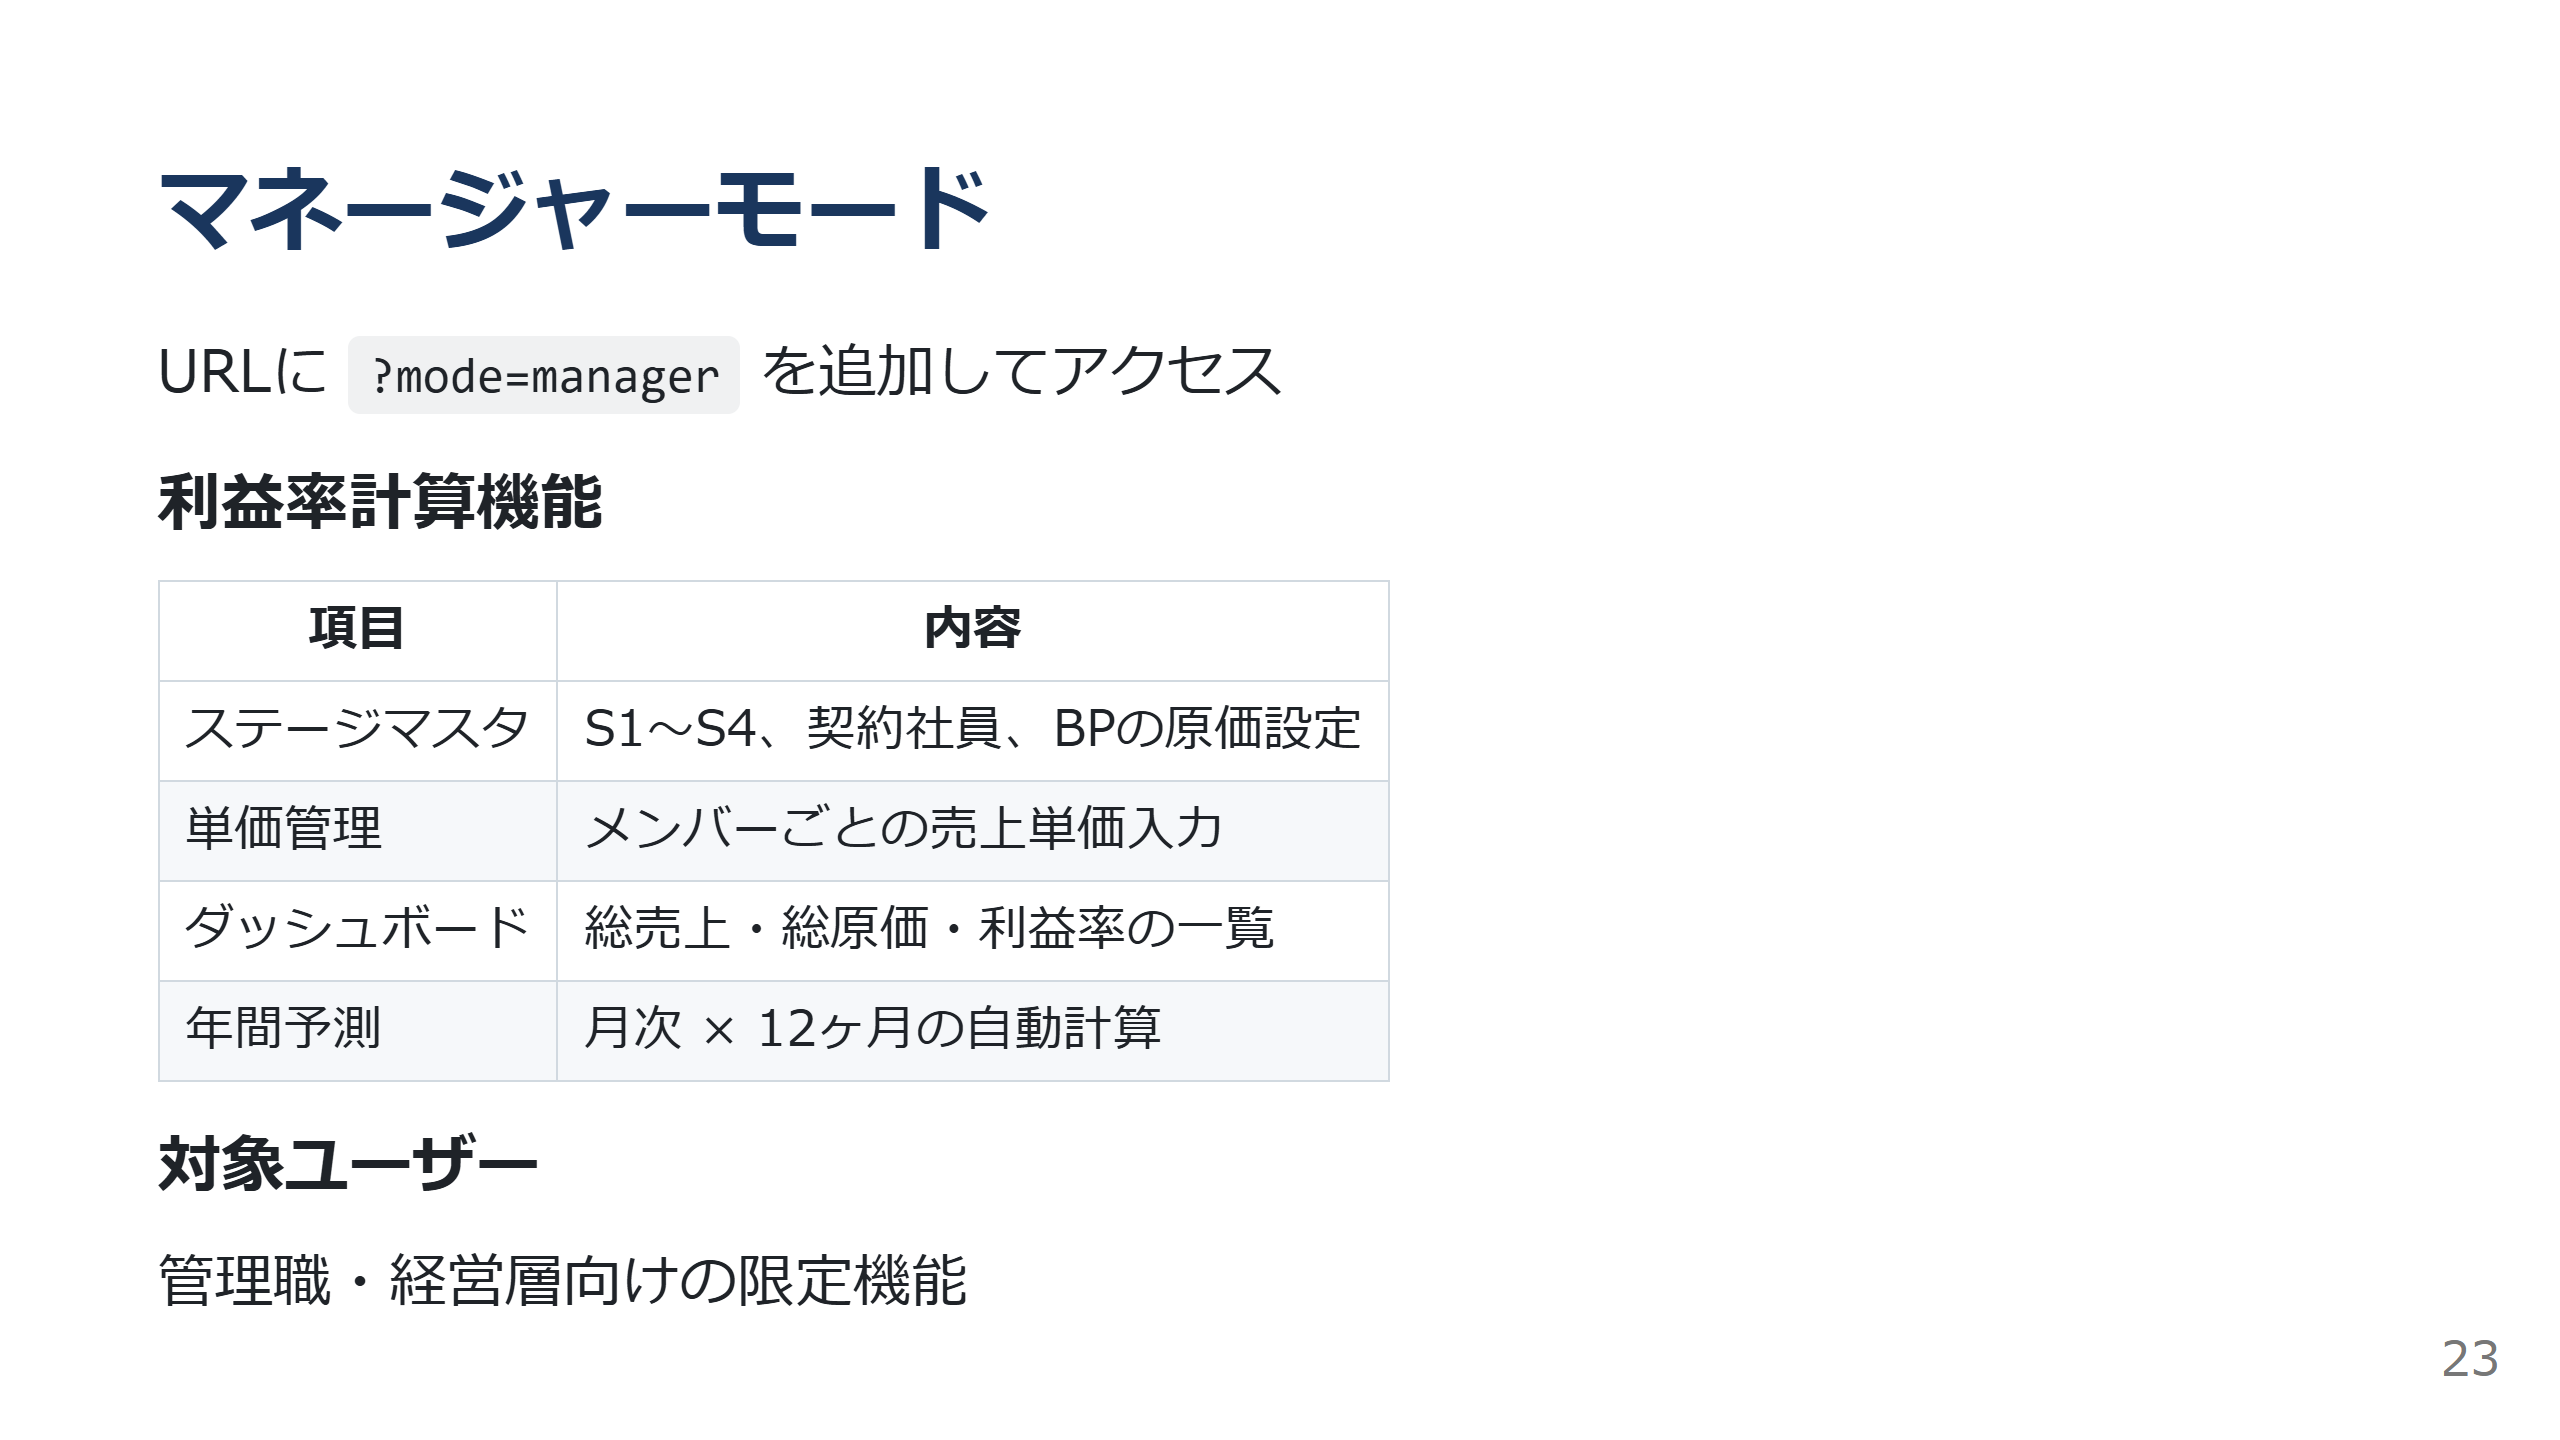 マネージャーモード
URLに ?mode=manager を追加してアクセス
利益率計算機能
項目 内容
ステージマスタ S1～S4、契約社員、BPの原価設定
単価管理 メンバーごとの売上単価入力
ダッシュボード 総売上・総原価・利益率の一覧
年間予測 月次 × 12ヶ月の自動計算
対象ユーザー
管理職・経営層向けの限定機能
23